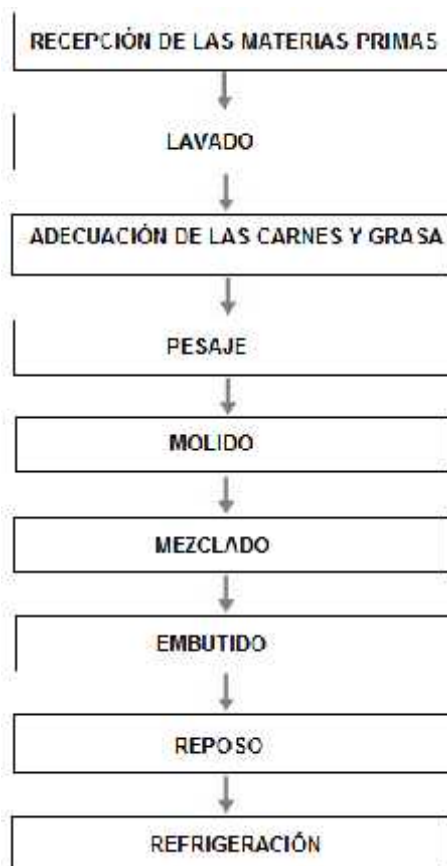 RECEPCIÓN DE LAS MATERIAS PRIMAS
LAVADO
ADECUACIÓN DE LAS CARNES Y GRASA
PESAJE
MOLIDO
MEZCLADO
EMBUTIDO
REPOSO
REFRIGERACIÓN